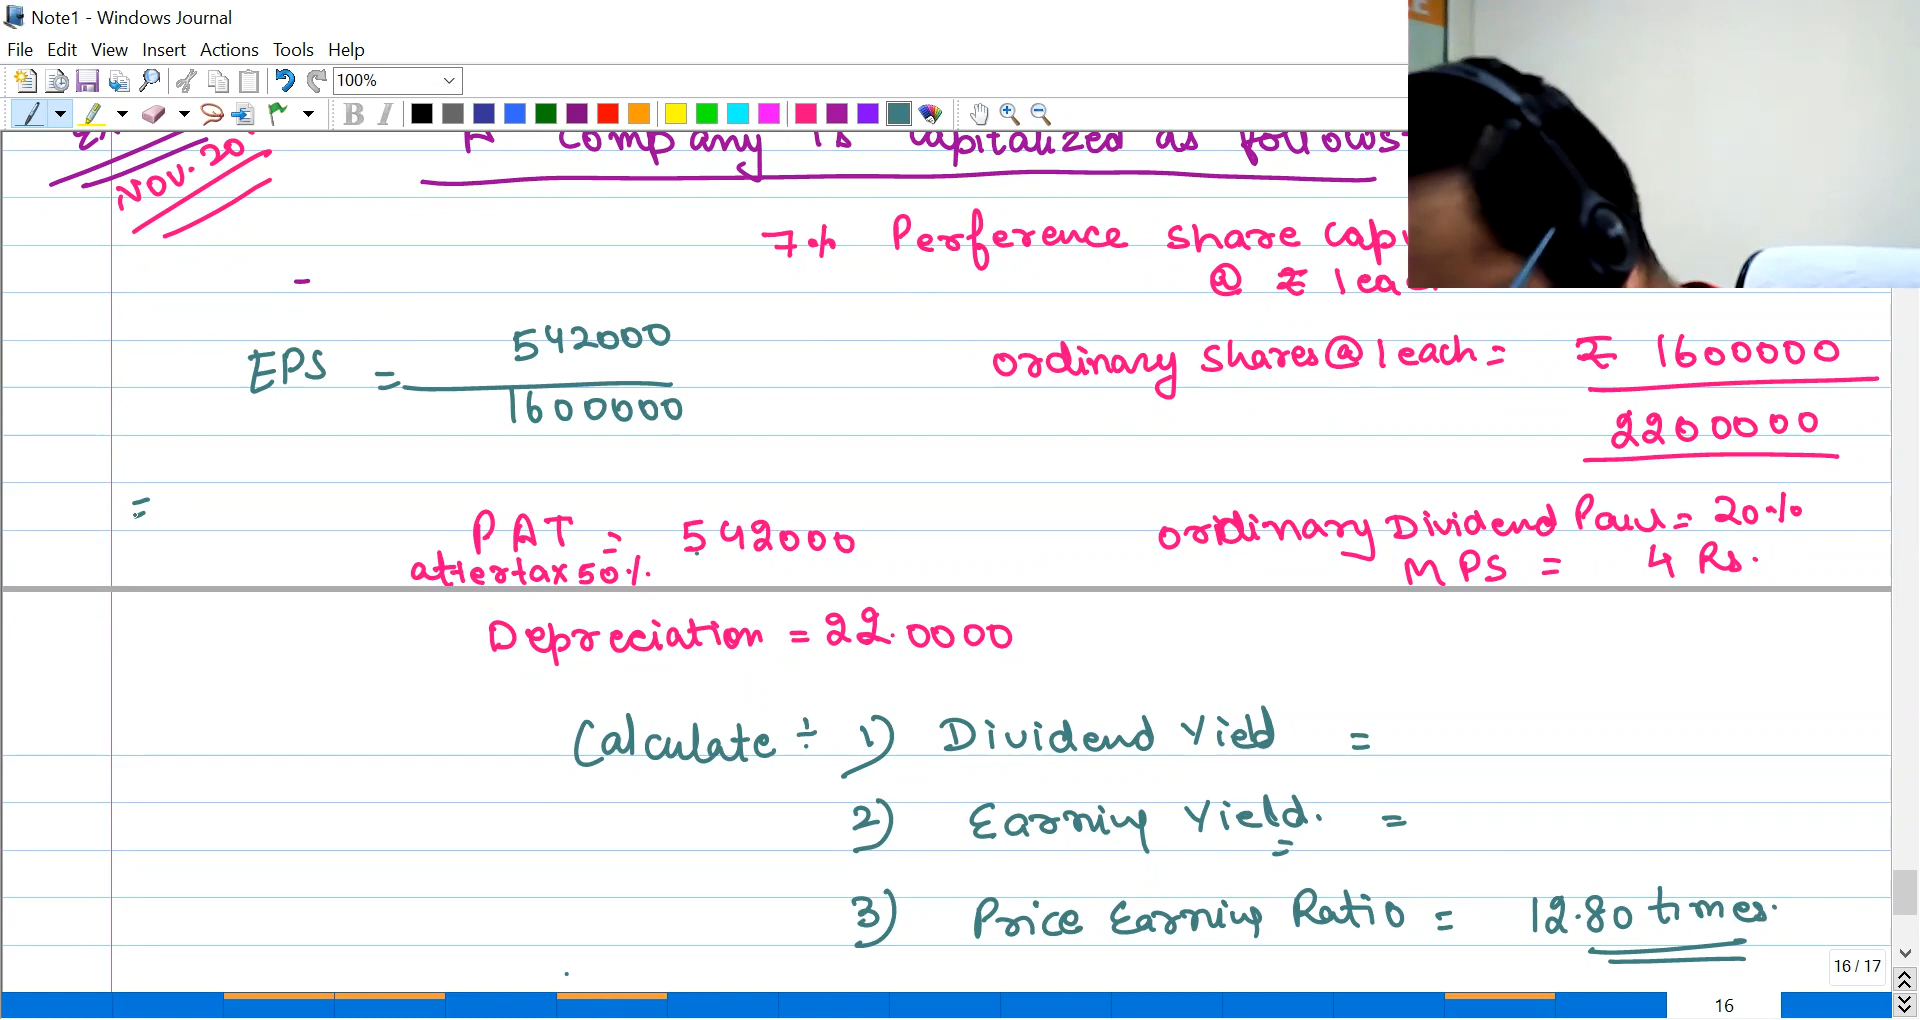 Note1 - Windows Journal
File Edit View Insert Actions Tools Help
100%
B I
A company is capitalized as follows
NOV. 20
7% Perference share cap
@ ₹ 1 eac
EPS = 542000
1600000
ordinary shares @ 1 each = ₹ 1600000
2200000
=
PAT = 542000
after tax 50%.
ordinary Dividend Paid = 20%
MPS = 4 Rs.
Depreciation = 22.0000
Calculate ÷ 1) Dividend Yield =
2) Earning Yield. =
3) Price Earning Ratio = 12.80 times.
16 / 17
16